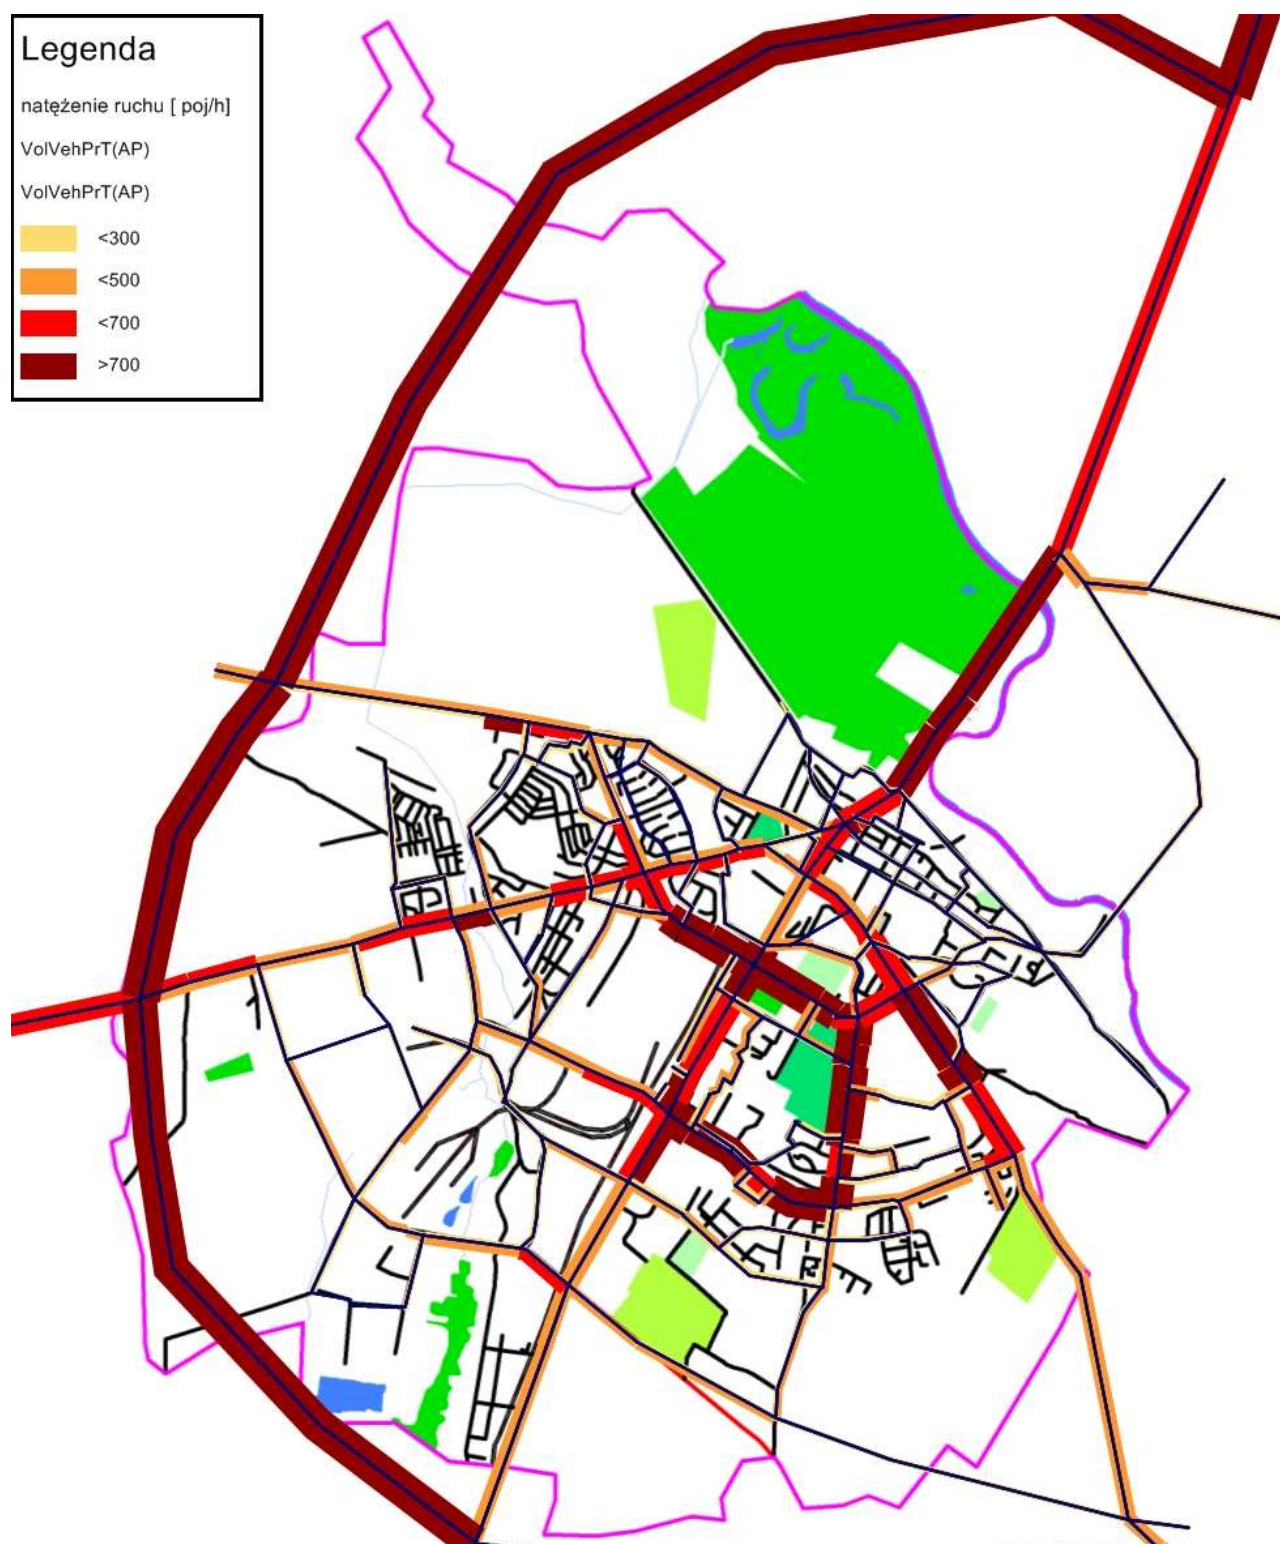 Legenda
natężenie ruchu [ poj/h]
VolVehPrT(AP)
VolVehPrT(AP)
<300
<500
<700
>700